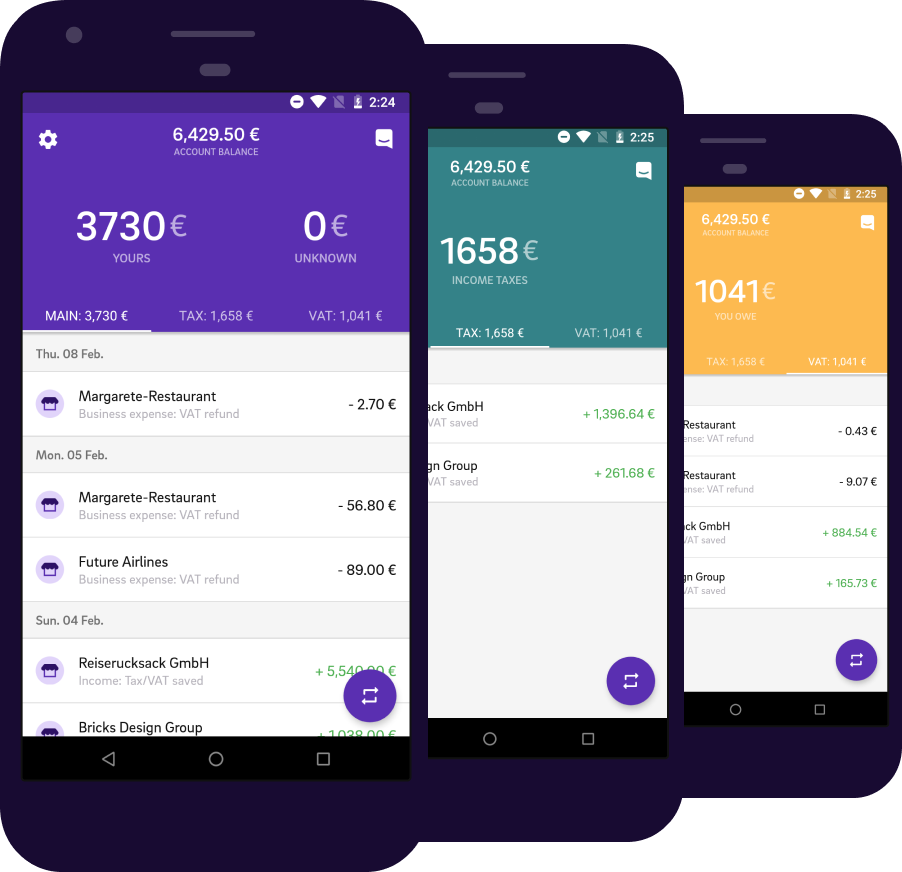 2:24
6,429.50 €
ACCOUNT BALANCE
3730 €
0 €
YOURS
UNKNOWN
MAIN: 3,730 €
TAX: 1,658 €
VAT: 1,041 €
Thu. 08 Feb.
Margarete-Restaurant
- 2.70 €
Business expense: VAT refund
Mon. 05 Feb.
Margarete-Restaurant
- 56.80 €
Business expense: VAT refund
Future Airlines
- 89.00 €
Business expense: VAT refund
Sun. 04 Feb.
Reiserucksack GmbH
+ 5,540.00 €
Income: Tax/VAT saved
Bricks Design Group
+ 1,038.00 €
2:25
6,429.50 €
ACCOUNT BALANCE
1658 €
INCOME TAXES
TAX: 1,658 €
VAT: 1,041 €
ack GmbH
+ 1,396.64 €
VAT saved
gn Group
+ 261.68 €
VAT saved
2:25
6,429.50 €
ACCOUNT BALANCE
1041 €
YOU OWE
TAX: 1,658 €
VAT: 1,041 €
Restaurant
- 0.43 €
ense: VAT refund
Restaurant
- 9.07 €
ense: VAT refund
ck GmbH
+ 884.54 €
VAT saved
gn Group
+ 165.73 €
VAT saved